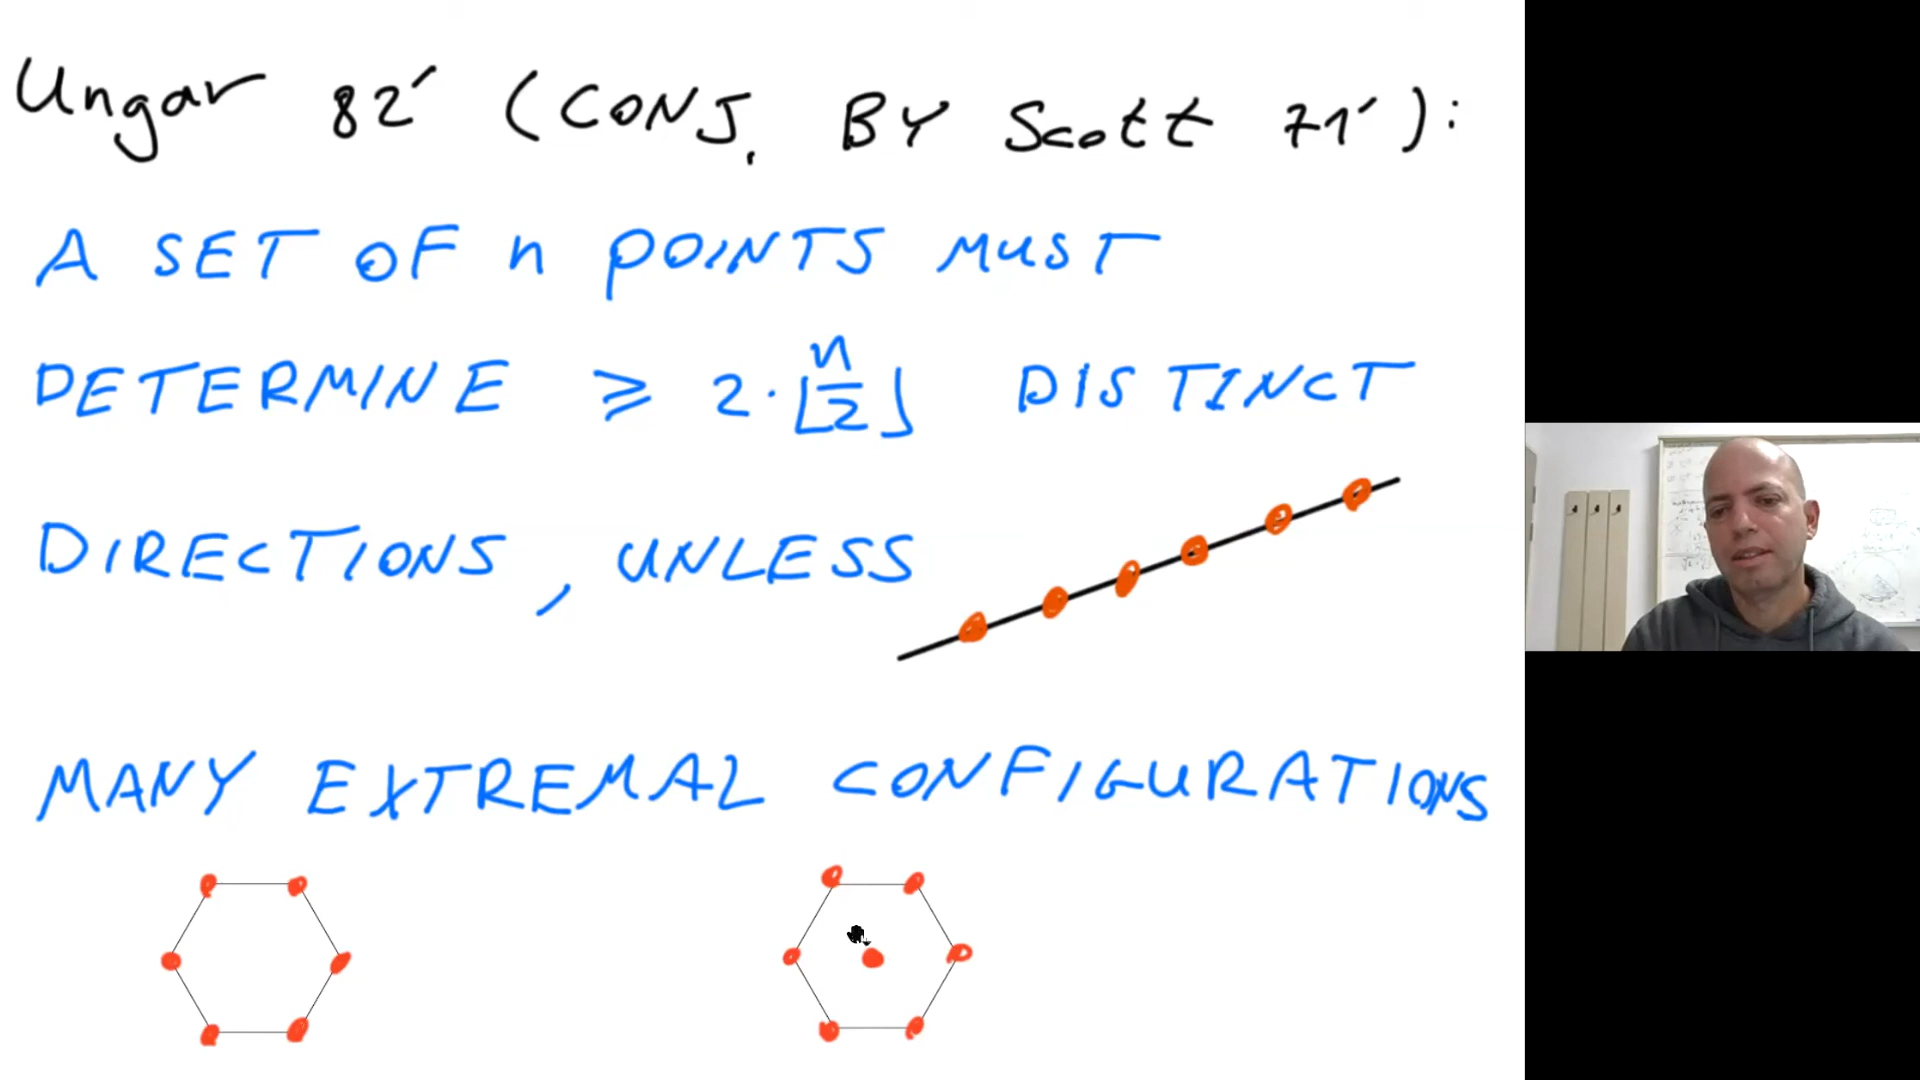 Ungar 82′ (CONJ. BY Scott 71′):
A SET OF n POINTS MUST
DETERMINE ≥ 2·⌊n/2⌋ DISTINCT
DIRECTIONS, UNLESS
MANY EXTREMAL CONFIGURATIONS